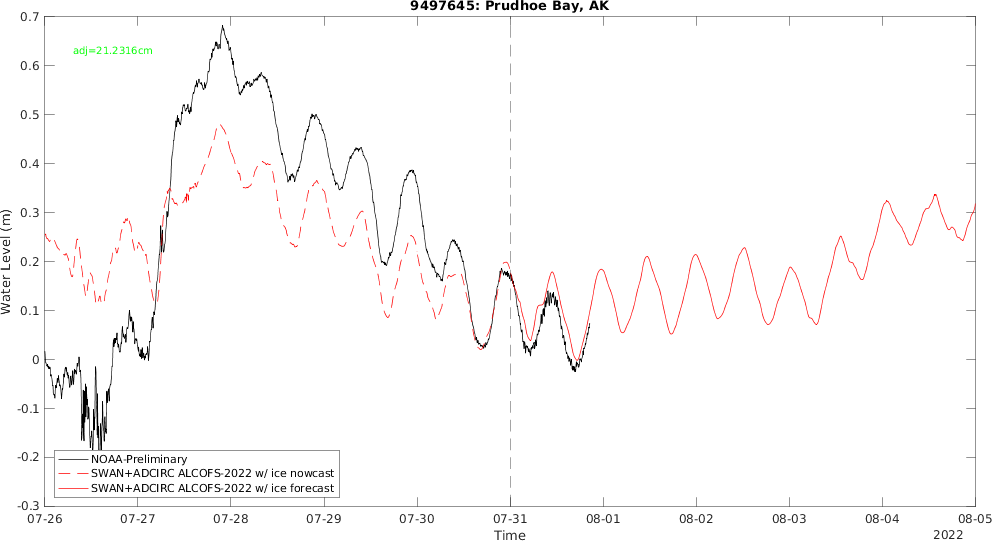 9497645: Prudhoe Bay, AK
adj=21.2316cm
0.7
0.6
0.5
0.4
0.3
0.2
0.1
0
-0.1
-0.2
-0.3
Water Level (m)
NOAA-Preliminary
SWAN+ADCIRC ALCOFS-2022 w/ ice nowcast
SWAN+ADCIRC ALCOFS-2022 w/ ice forecast
07-26 07-27 07-28 07-29 07-30 07-31 08-01 08-02 08-03 08-04 08-05
Time
2022